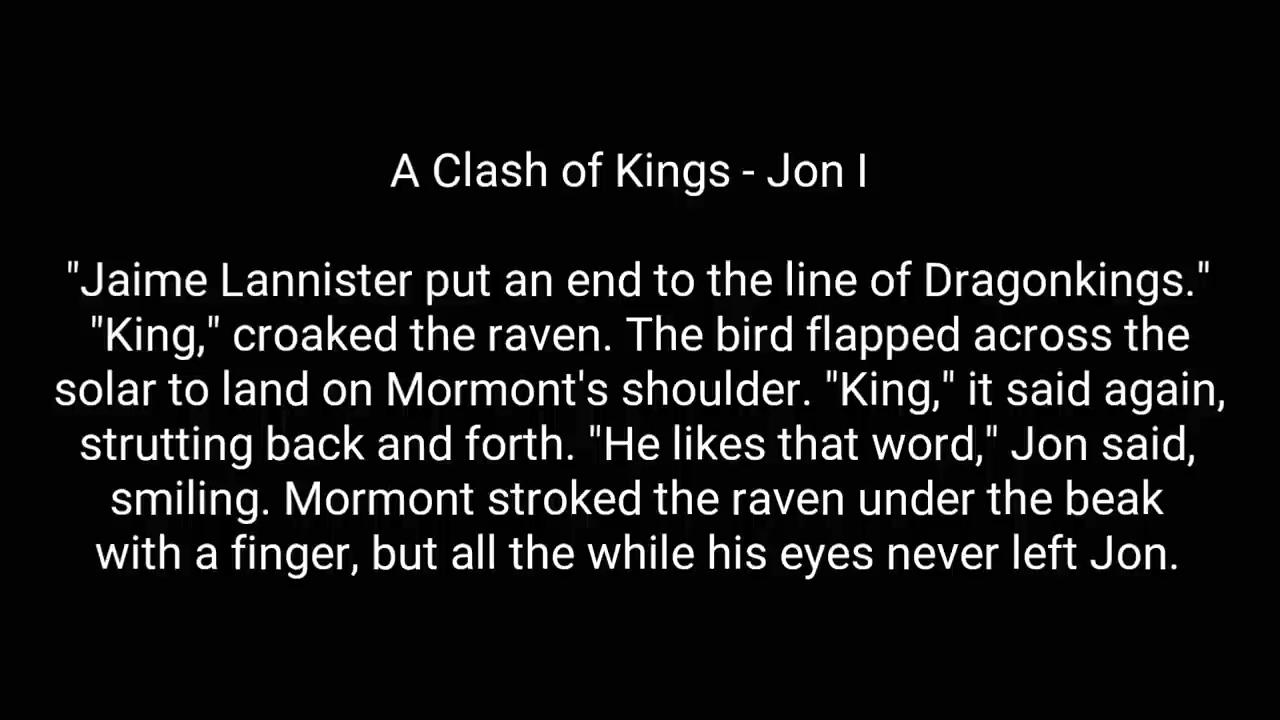 A Clash of Kings - Jon I
"Jaime Lannister put an end to the line of Dragonkings."
"King," croaked the raven. The bird flapped across the
solar to land on Mormont's shoulder. "King," it said again,
strutting back and forth. "He likes that word," Jon said,
smiling. Mormont stroked the raven under the beak
with a finger, but all the while his eyes never left Jon.